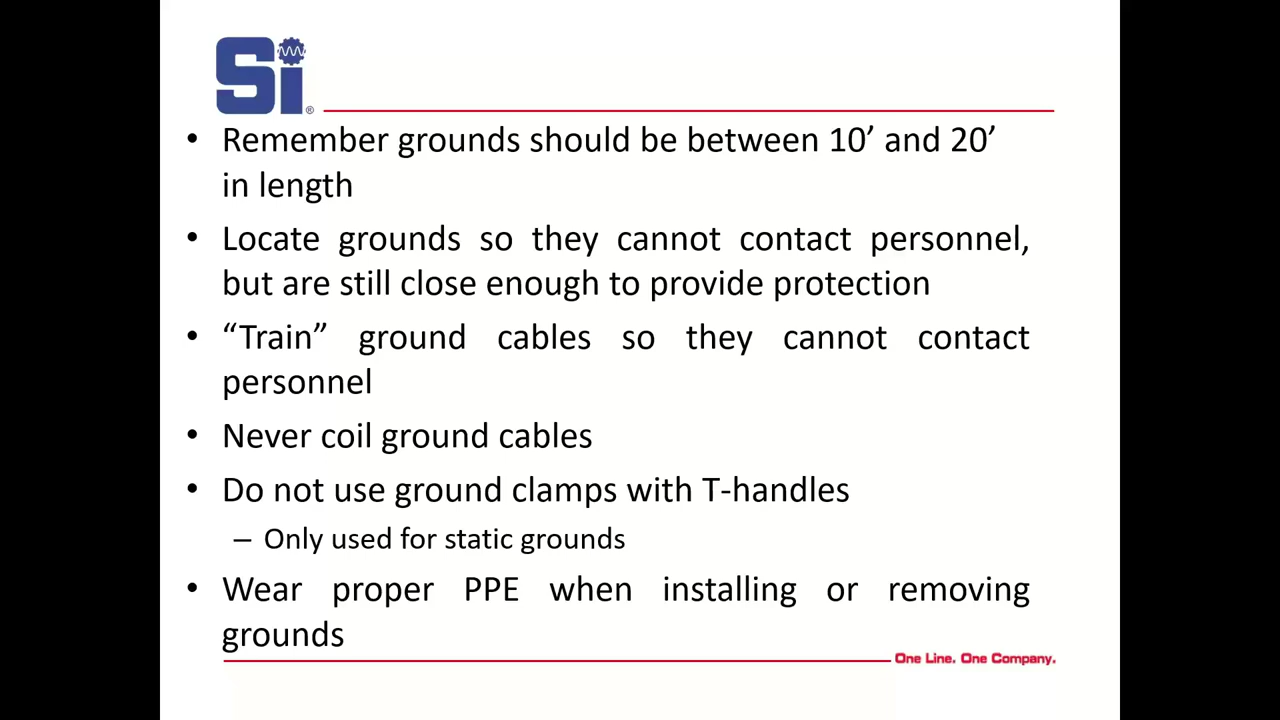 Si®
• Remember grounds should be between 10’ and 20’
in length
• Locate grounds so they cannot contact personnel,
but are still close enough to provide protection
• “Train” ground cables so they cannot contact
personnel
• Never coil ground cables
• Do not use ground clamps with T-handles
– Only used for static grounds
• Wear proper PPE when installing or removing
grounds
One Line. One Company.